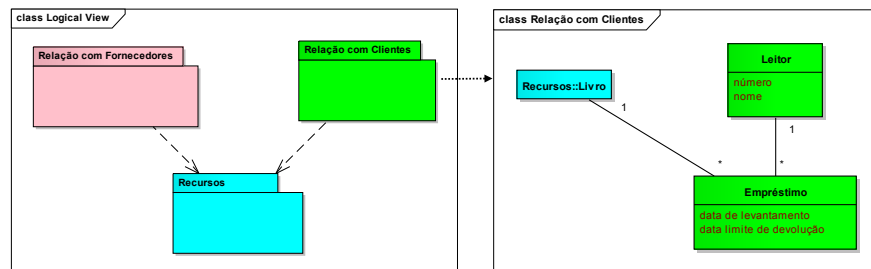 class Logical View
Relação com Fornecedores
Relação com Clientes
Recursos
class Relação com Clientes
Recursos::Livro
Leitor
número
nome
1
1
*
*
Empréstimo
data de levantamento
data limite de devolução